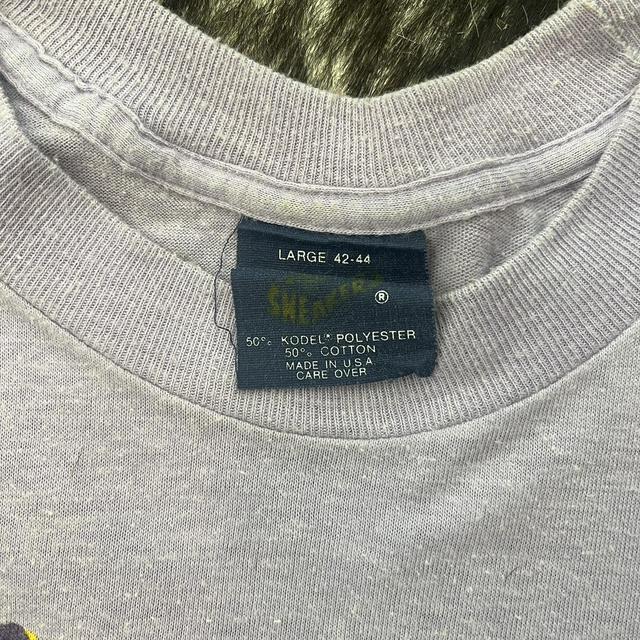 LARGE 42-44
SNEAKERS
®
50% KODEL* POLYESTER
50% COTTON
MADE IN U.S.A.
CARE OVER